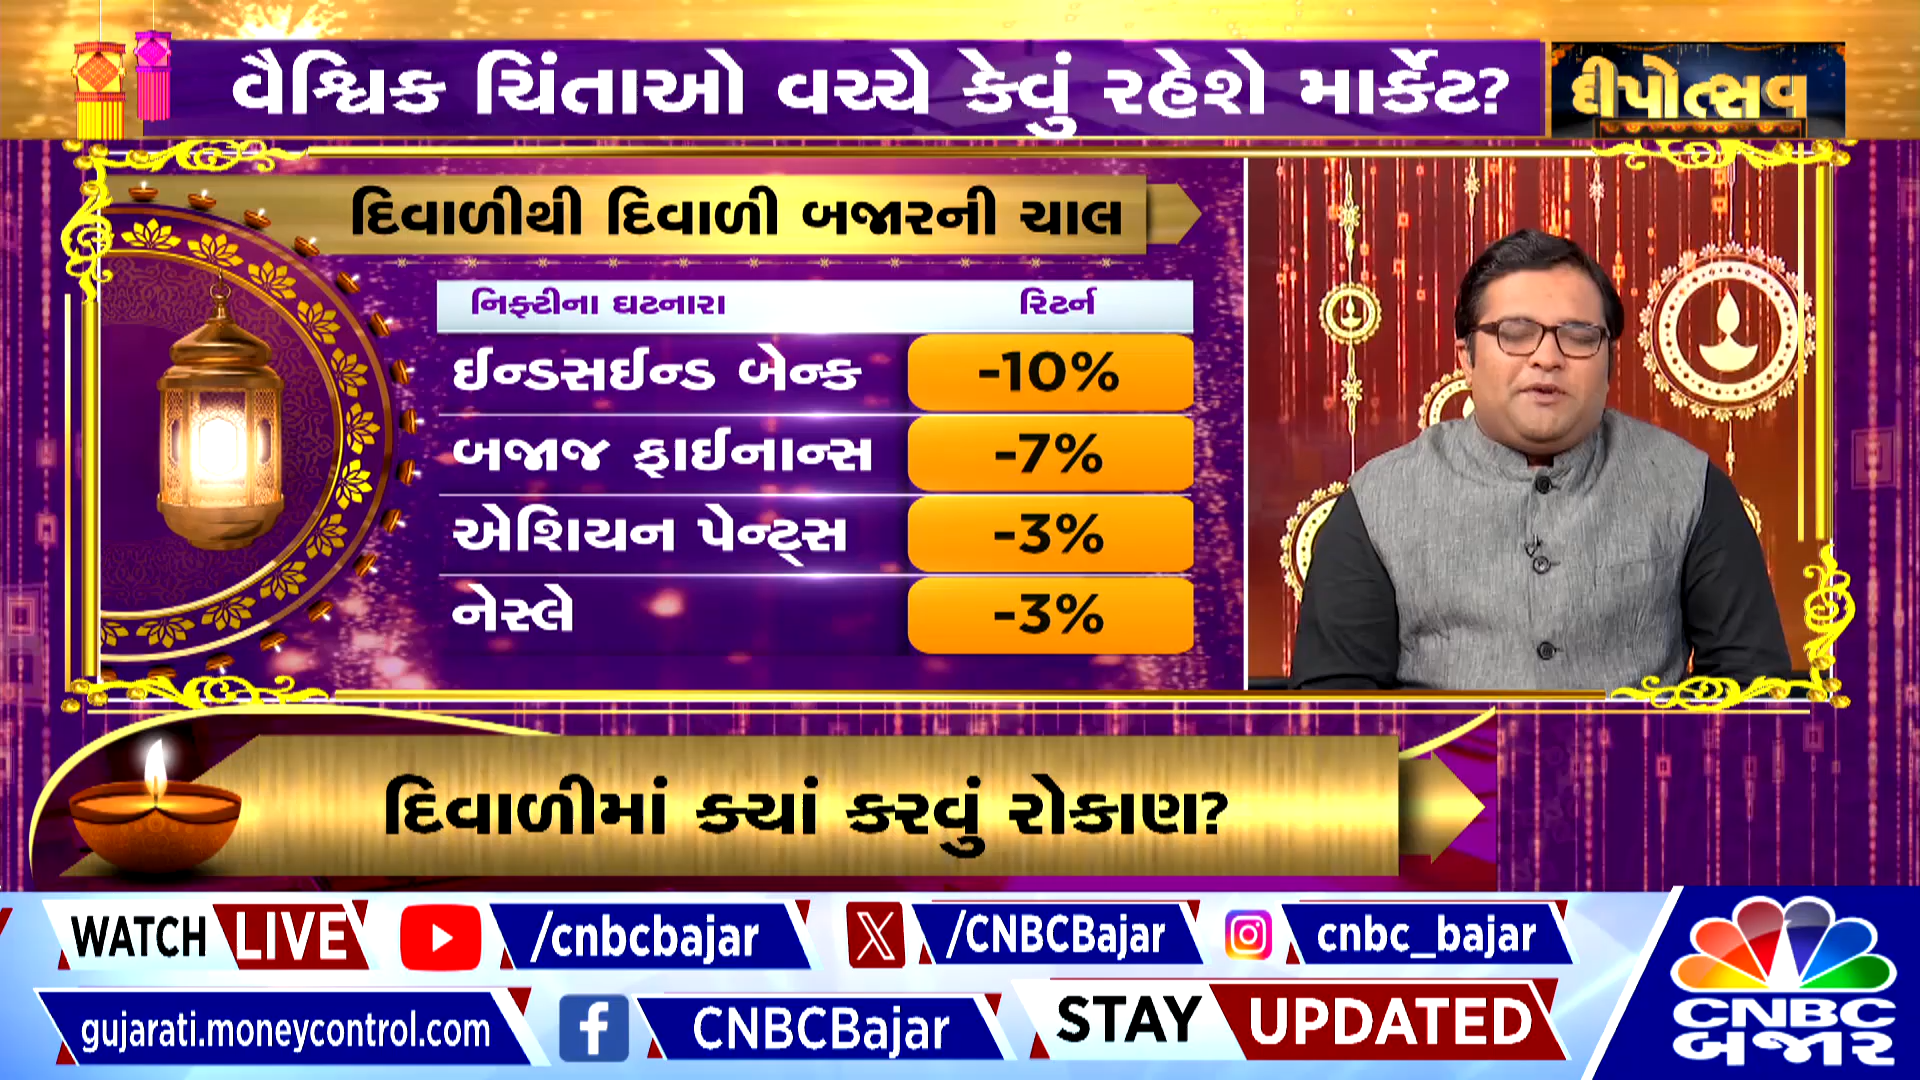 વૈશ્વિક ચિંતાઓ વચ્ચે કેવું રહેશે માર્કેટ?
દીપોત્સવ
દિવાળીથી દિવાળી બજારની ચાલ
નિફ્ટીના ઘટનારા રિટર્ન
ઈન્ડસઈન્ડ બેન્ક -10%
બજાજ ફાઈનાન્સ -7%
એશિયન પેન્ટ્સ -3%
નેસ્લે -3%
દિવાળીમાં ક્યાં કરવું રોકાણ?
WATCH LIVE /cnbcbajar /CNBCBajar cnbc_bajar
gujarati.moneycontrol.com CNBCBajar STAY UPDATED
CNBC
બજાર